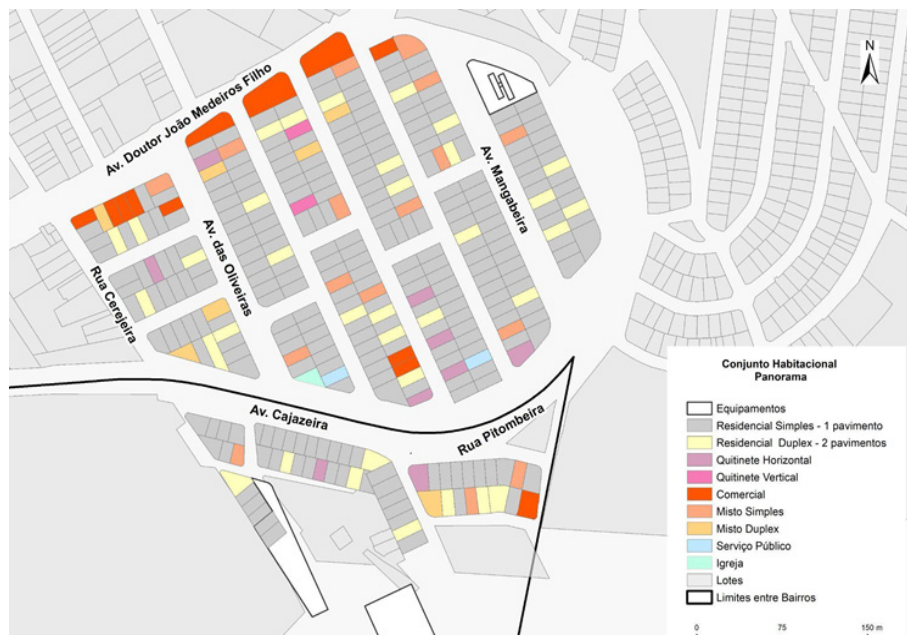 N
Av. Doutor João Medeiros Filho
Av. Mangabeira
Av. das Oliveiras
Rua Cerejeira
Av. Cajazeira
Rua Pitombeira
Conjunto Habitacional
Panorama
Equipamentos
Residencial Simples - 1 pavimento
Residencial Duplex - 2 pavimentos
Quitinete Horizontal
Quitinete Vertical
Comercial
Misto Simples
Misto Duplex
Serviço Público
Igreja
Lotes
Limites entre Bairros
0 75 150 m